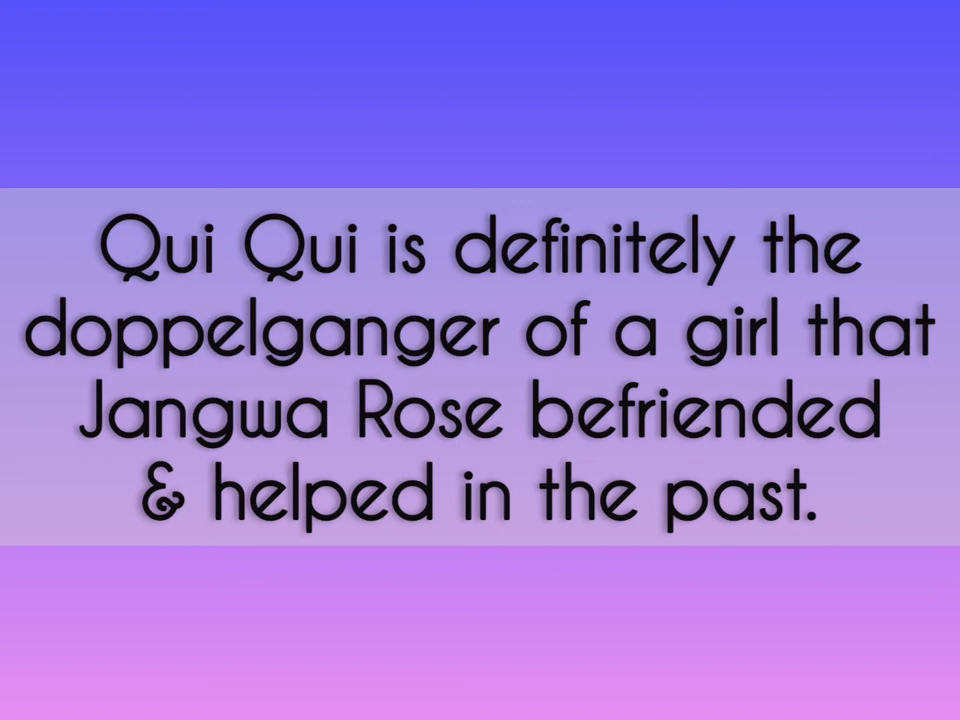 Qui Qui is definitely the
doppelganger of a girl that
Jangwa Rose befriended
& helped in the past.